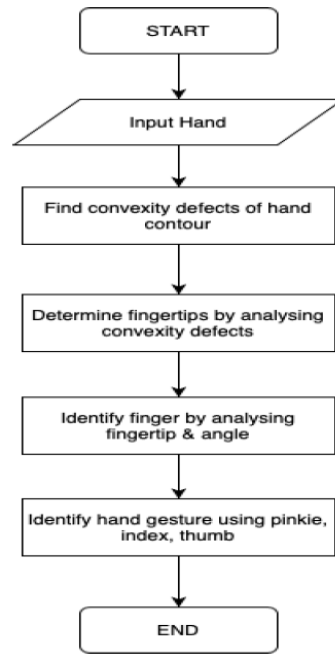 START
Input Hand
Find convexity defects of hand
contour
Determine fingertips by analysing
convexity defects
Identify finger by analysing
fingertip & angle
Identify hand gesture using pinkie,
index, thumb
END